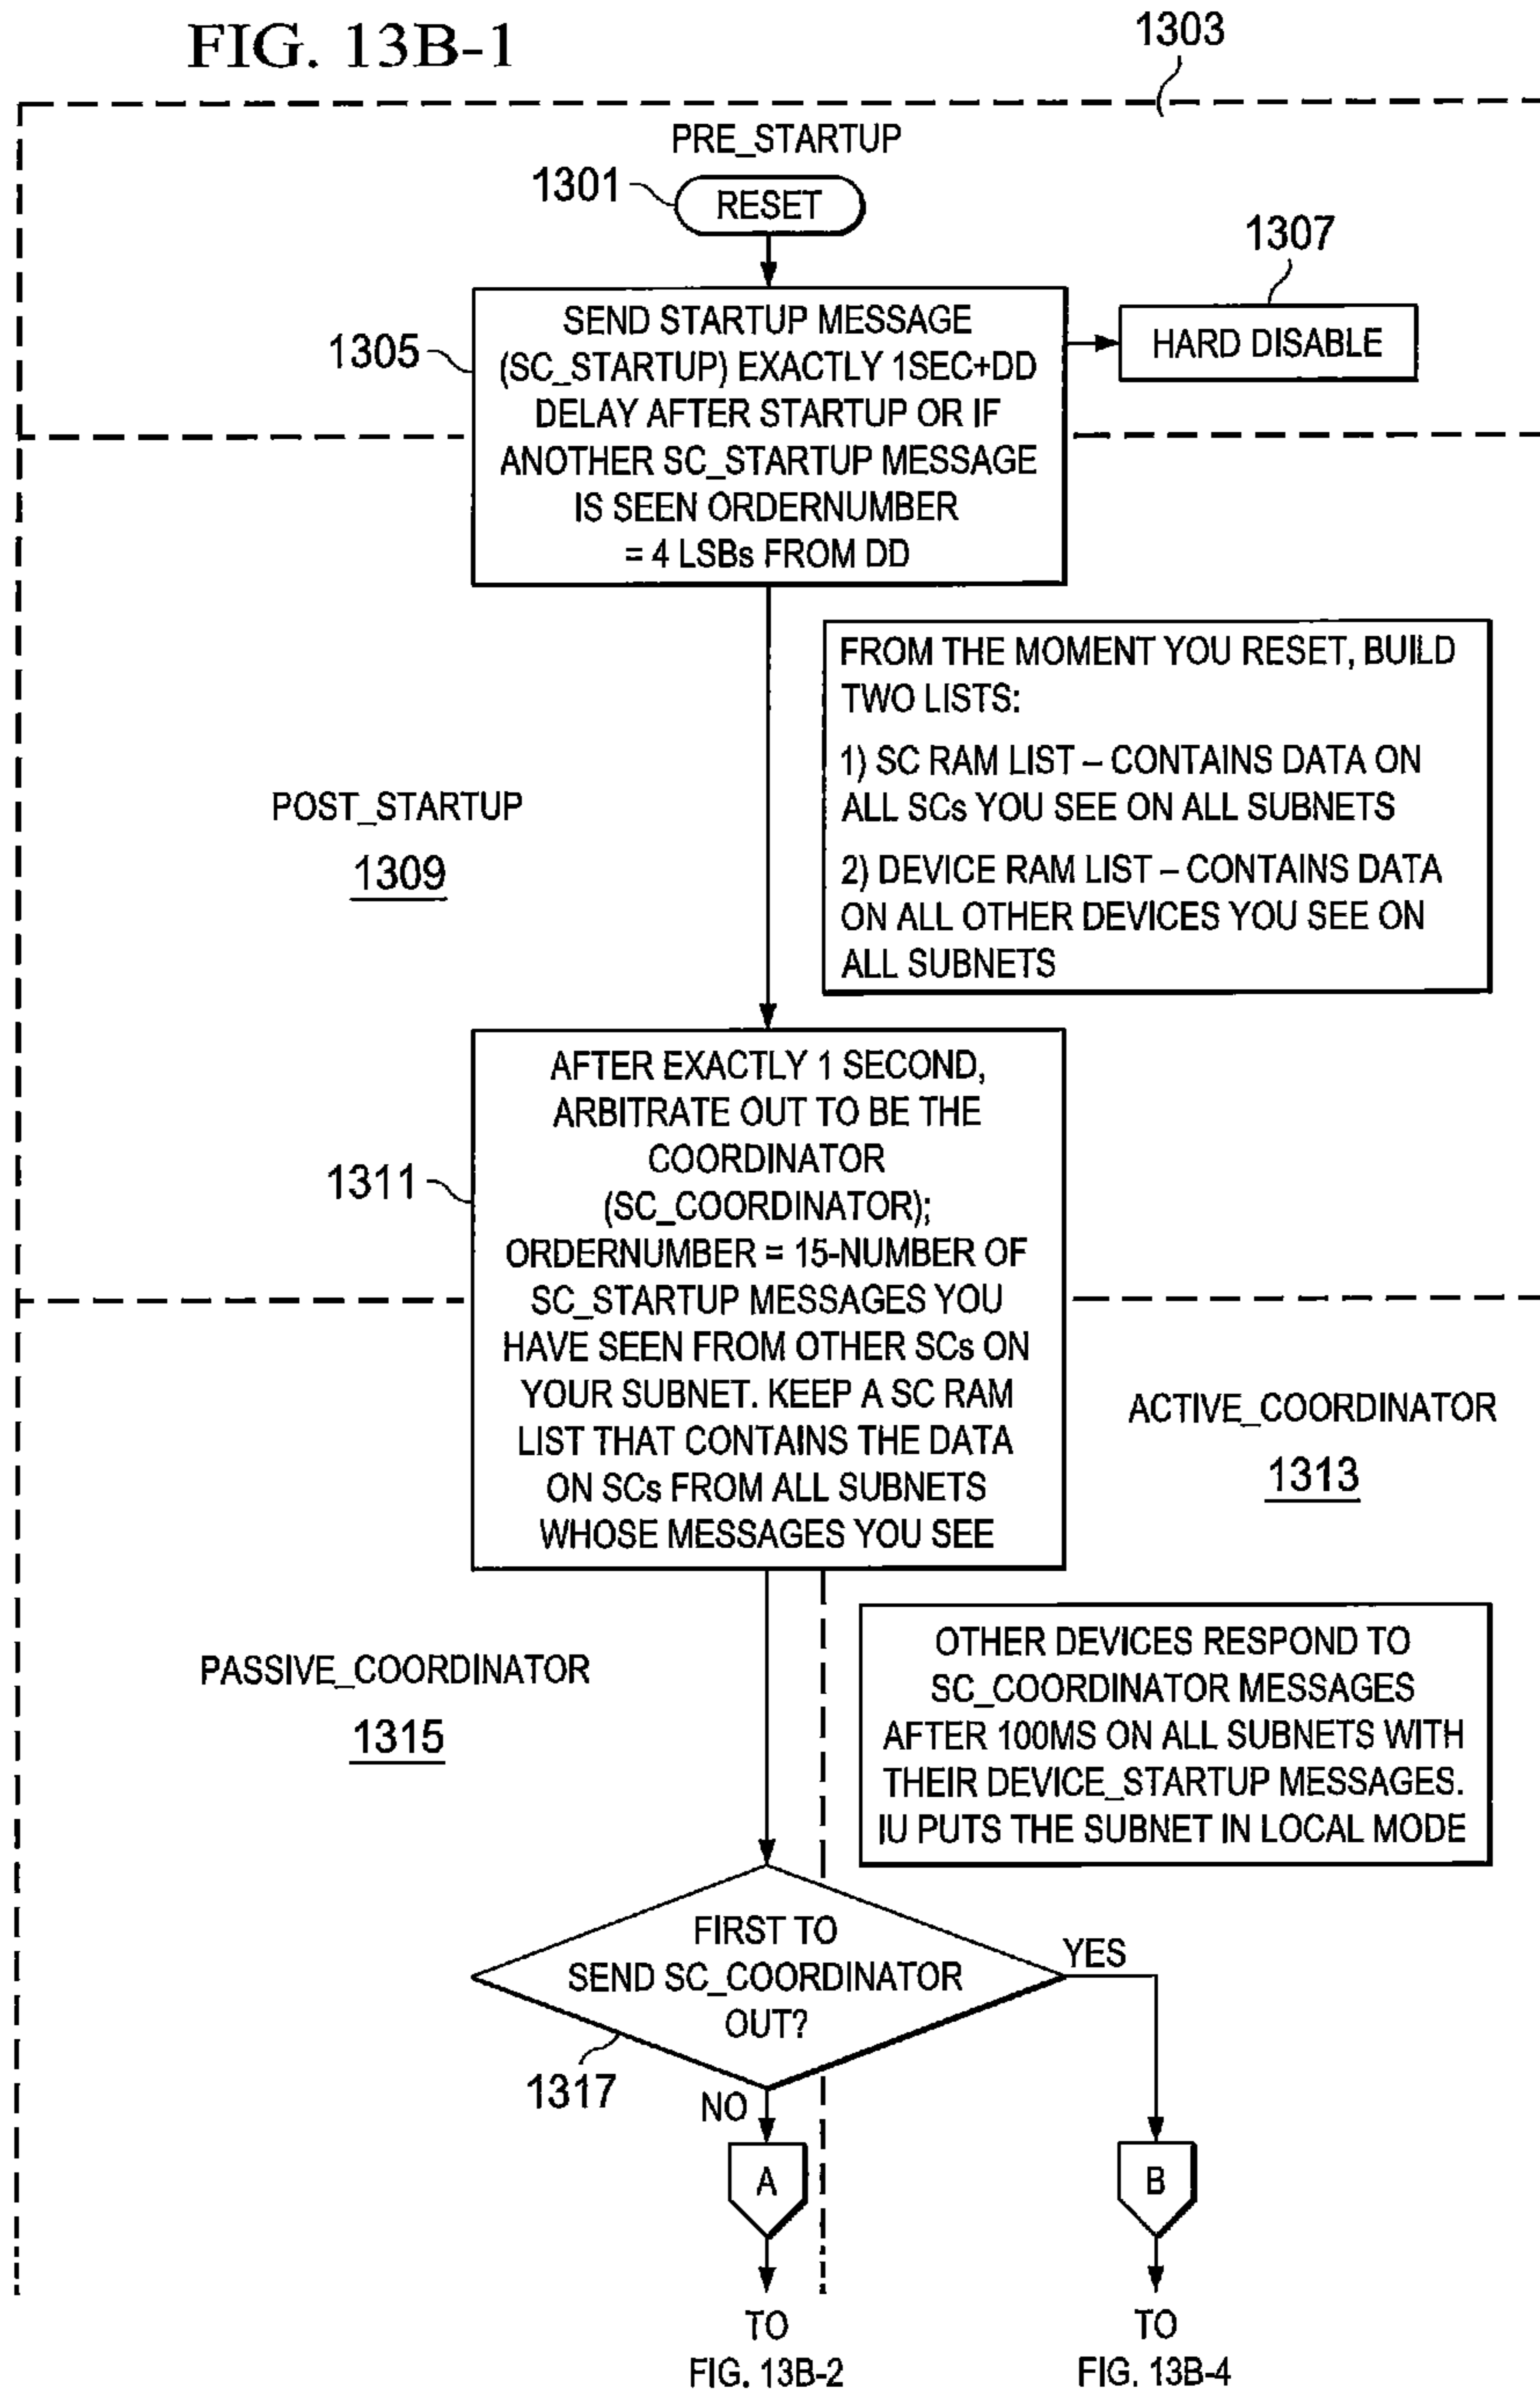 FIG. 13B-1
1303
PRE_STARTUP
1301
RESET
1307
1305
SEND STARTUP MESSAGE
(SC_STARTUP) EXACTLY 1SEC+DD
DELAY AFTER STARTUP OR IF
ANOTHER SC_STARTUP MESSAGE
IS SEEN ORDERNUMBER
= 4 LSBs FROM DD
HARD DISABLE
FROM THE MOMENT YOU RESET, BUILD
TWO LISTS:
1) SC RAM LIST – CONTAINS DATA ON
ALL SCs YOU SEE ON ALL SUBNETS
2) DEVICE RAM LIST – CONTAINS DATA
ON ALL OTHER DEVICES YOU SEE ON
ALL SUBNETS
POST_STARTUP
1309
1311
AFTER EXACTLY 1 SECOND,
ARBITRATE OUT TO BE THE
COORDINATOR
(SC_COORDINATOR);
ORDERNUMBER = 15-NUMBER OF
SC_STARTUP MESSAGES YOU
HAVE SEEN FROM OTHER SCs ON
YOUR SUBNET. KEEP A SC RAM
LIST THAT CONTAINS THE DATA
ON SCs FROM ALL SUBNETS
WHOSE MESSAGES YOU SEE
ACTIVE_COORDINATOR
1313
PASSIVE_COORDINATOR
1315
OTHER DEVICES RESPOND TO
SC_COORDINATOR MESSAGES
AFTER 100MS ON ALL SUBNETS WITH
THEIR DEVICE_STARTUP MESSAGES.
IU PUTS THE SUBNET IN LOCAL MODE
FIRST TO
SEND SC_COORDINATOR
OUT?
YES
1317
NO
A
B
TO
FIG. 13B-2
TO
FIG. 13B-4